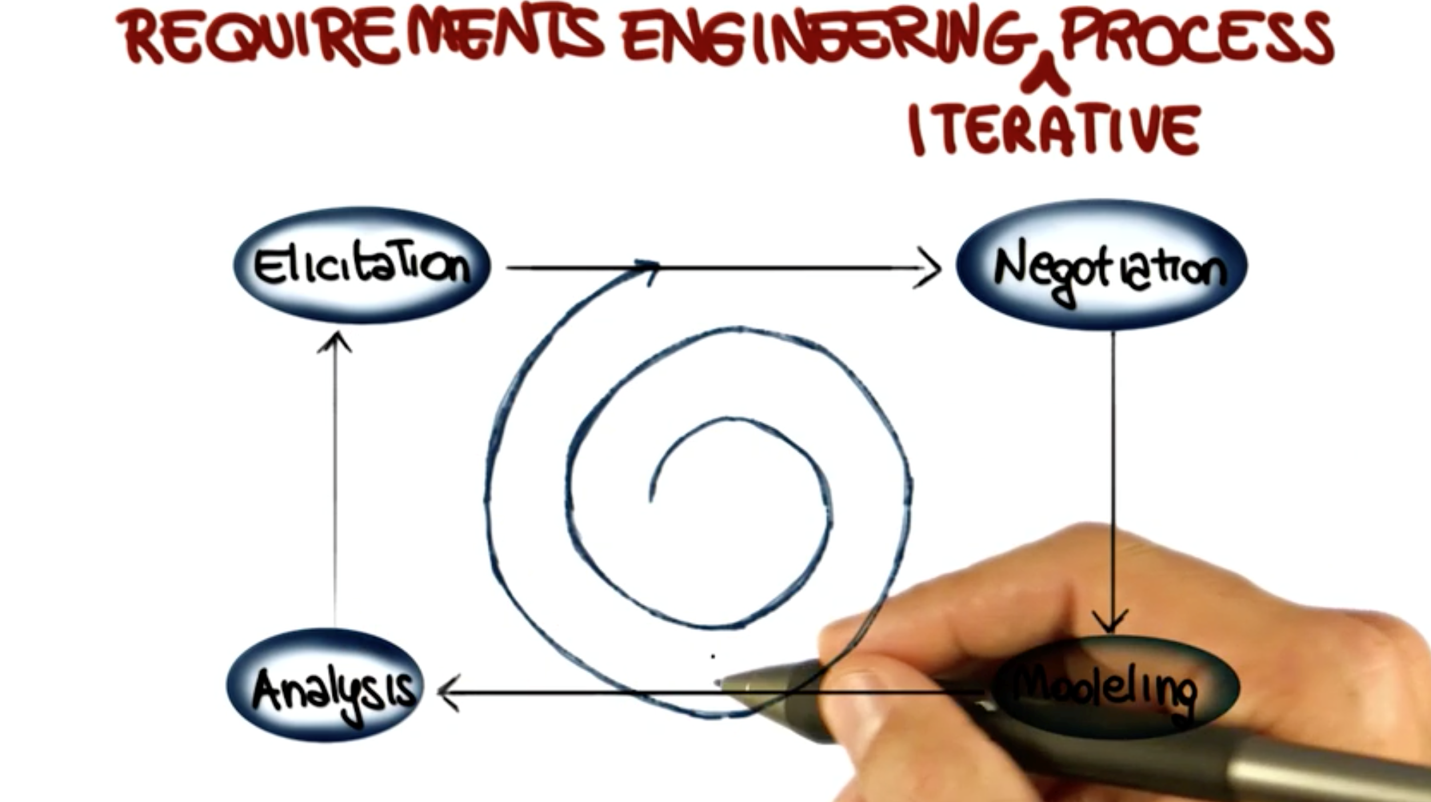 REQUIREMENTS ENGINEERING PROCESS
ITERATIVE
Elicitation
Negotiation
Analysis
Modeling